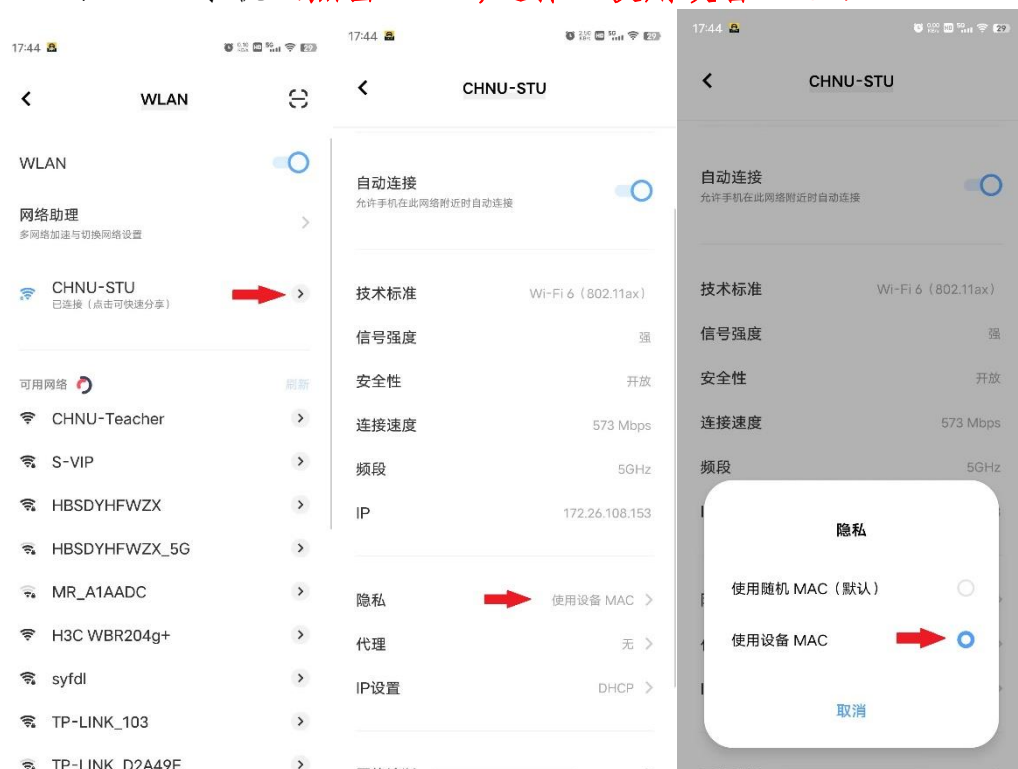 17:44
29
WLAN
WLAN
网络助理
多网络加速与切换网络设置
CHNU-STU
已连接（点击可快速分享）
可用网络
刷新
CHNU-Teacher
S-VIP
HBSDYHFWZX
HBSDYHFWZX_5G
MR_A1AADC
H3C WBR204g+
syfdl
TP-LINK_103
TP-LINK_D2A49F
17:44
29
CHNU-STU
自动连接
允许手机在此网络附近时自动连接
技术标准 Wi-Fi 6（802.11ax）
信号强度 强
安全性 开放
连接速度 573 Mbps
频段 5GHz
IP 172.26.108.153
隐私 使用设备 MAC
代理 无
IP设置 DHCP
17:44
29
CHNU-STU
自动连接
允许手机在此网络附近时自动连接
技术标准 Wi-Fi 6（802.11ax）
信号强度 强
安全性 开放
连接速度 573 Mbps
频段 5GHz
隐私
使用随机 MAC（默认）
使用设备 MAC
取消